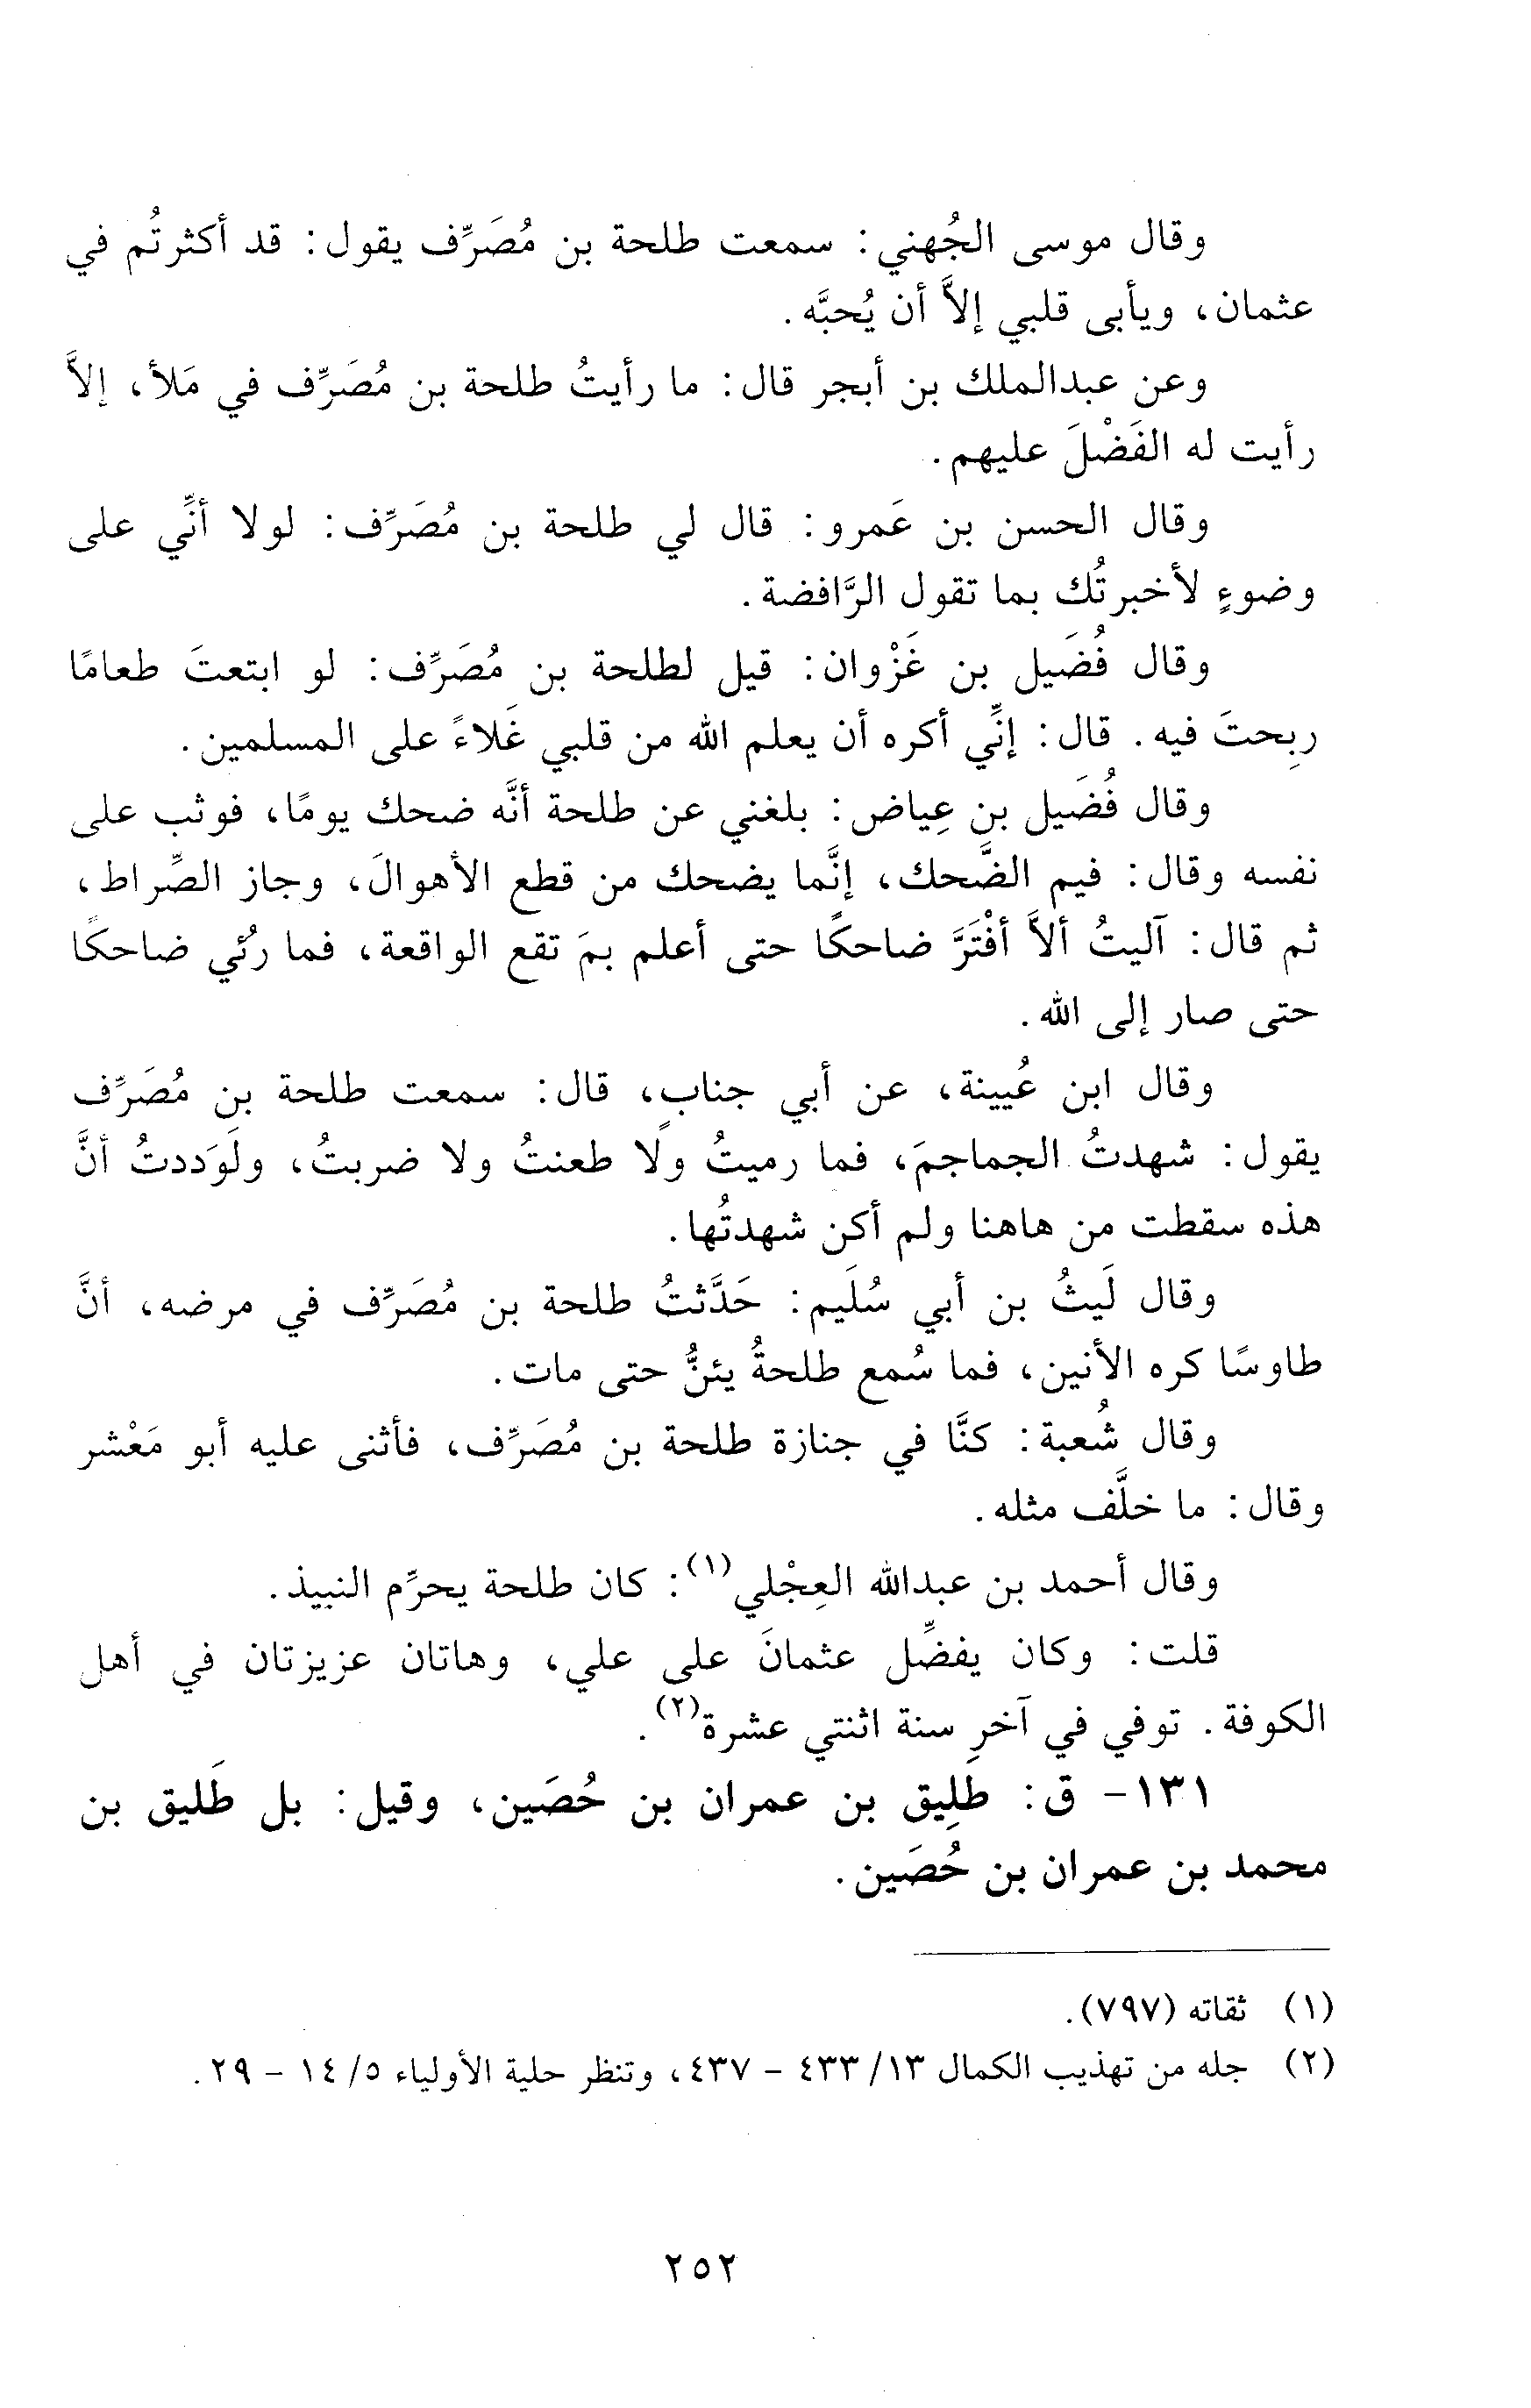 وقال موسى الجُهني: سمعت طلحة بن مُصَرِّف يقول: قد أكثرتُم في
عثمان، ويأبى قلبي إلاَّ أن يُحبَّه.
وعن عبدالملك بن أبجر قال: ما رأيتُ طلحة بن مُصَرِّف في مَلأ، إلاَّ
رأيت له الفَضْلَ عليهم.
وقال الحسن بن عَمرو: قال لي طلحة بن مُصَرِّف: لولا أنِّي على
وضوءٍ لأخبرتُك بما تقول الرَّافضة.
وقال فُضَيل بن غَزْوان: قيل لطلحة بن مُصَرِّف: لو ابتعتَ طعامًا
ربِحتَ فيه. قال: إنِّي أكره أن يعلم الله من قلبي غَلاءً على المسلمين.
وقال فُضَيل بن عِياض: بلغني عن طلحة أنَّه ضحك يومًا، فوثب على
نفسه وقال: فيم الضَّحك، إنَّما يضحك من قطع الأهوالَ، وجاز الصِّراط،
ثم قال: آليتُ ألاَّ أفْتَرَّ ضاحكًا حتى أعلم بمَ تقع الواقعة، فما رُئي ضاحكًا
حتى صار إلى الله.
وقال ابن عُيينة، عن أبي جنابٍ، قال: سمعت طلحة بن مُصَرِّف
يقول: شهدتُ الجماجمَ، فما رميتُ ولا طعنتُ ولا ضربتُ، ولَوَددتُ أنَّ
هذه سقطت من هاهنا ولم أكن شهدتُها.
وقال لَيثُ بن أبي سُلَيم: حَدَّثتُ طلحة بن مُصَرِّف في مرضه، أنَّ
طاوسًا كره الأنين، فما سُمع طلحةُ يئنُّ حتى مات.
وقال شُعبة: كنَّا في جنازة طلحة بن مُصَرِّف، فأثنى عليه أبو مَعْشر
وقال: ما خلَّف مثله.
وقال أحمد بن عبدالله العِجْلي(١): كان طلحة يحرِّم النبيذ.
قلت: وكان يفضِّل عثمانَ على علي، وهاتان عزيزتان في أهل
الكوفة. توفي في آخرِ سنة اثنتي عشرة(٢).
١٣١- ق: طَلِيق بن عمران بن حُصَين، وقيل: بل طَليق بن
محمد بن عمران بن حُصَين.
(١) ثقاته (٧٩٧).
(٢) جله من تهذيب الكمال ١٣/ ٤٣٣ - ٤٣٧، وتنظر حلية الأولياء ٥/ ١٤ - ٢٩.
٢٥٢